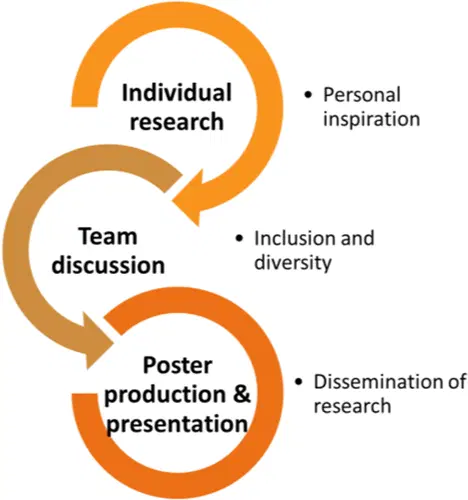 Individual
research
• Personal
inspiration
Team
discussion
• Inclusion and
diversity
Poster
production &
presentation
• Dissemination of
research